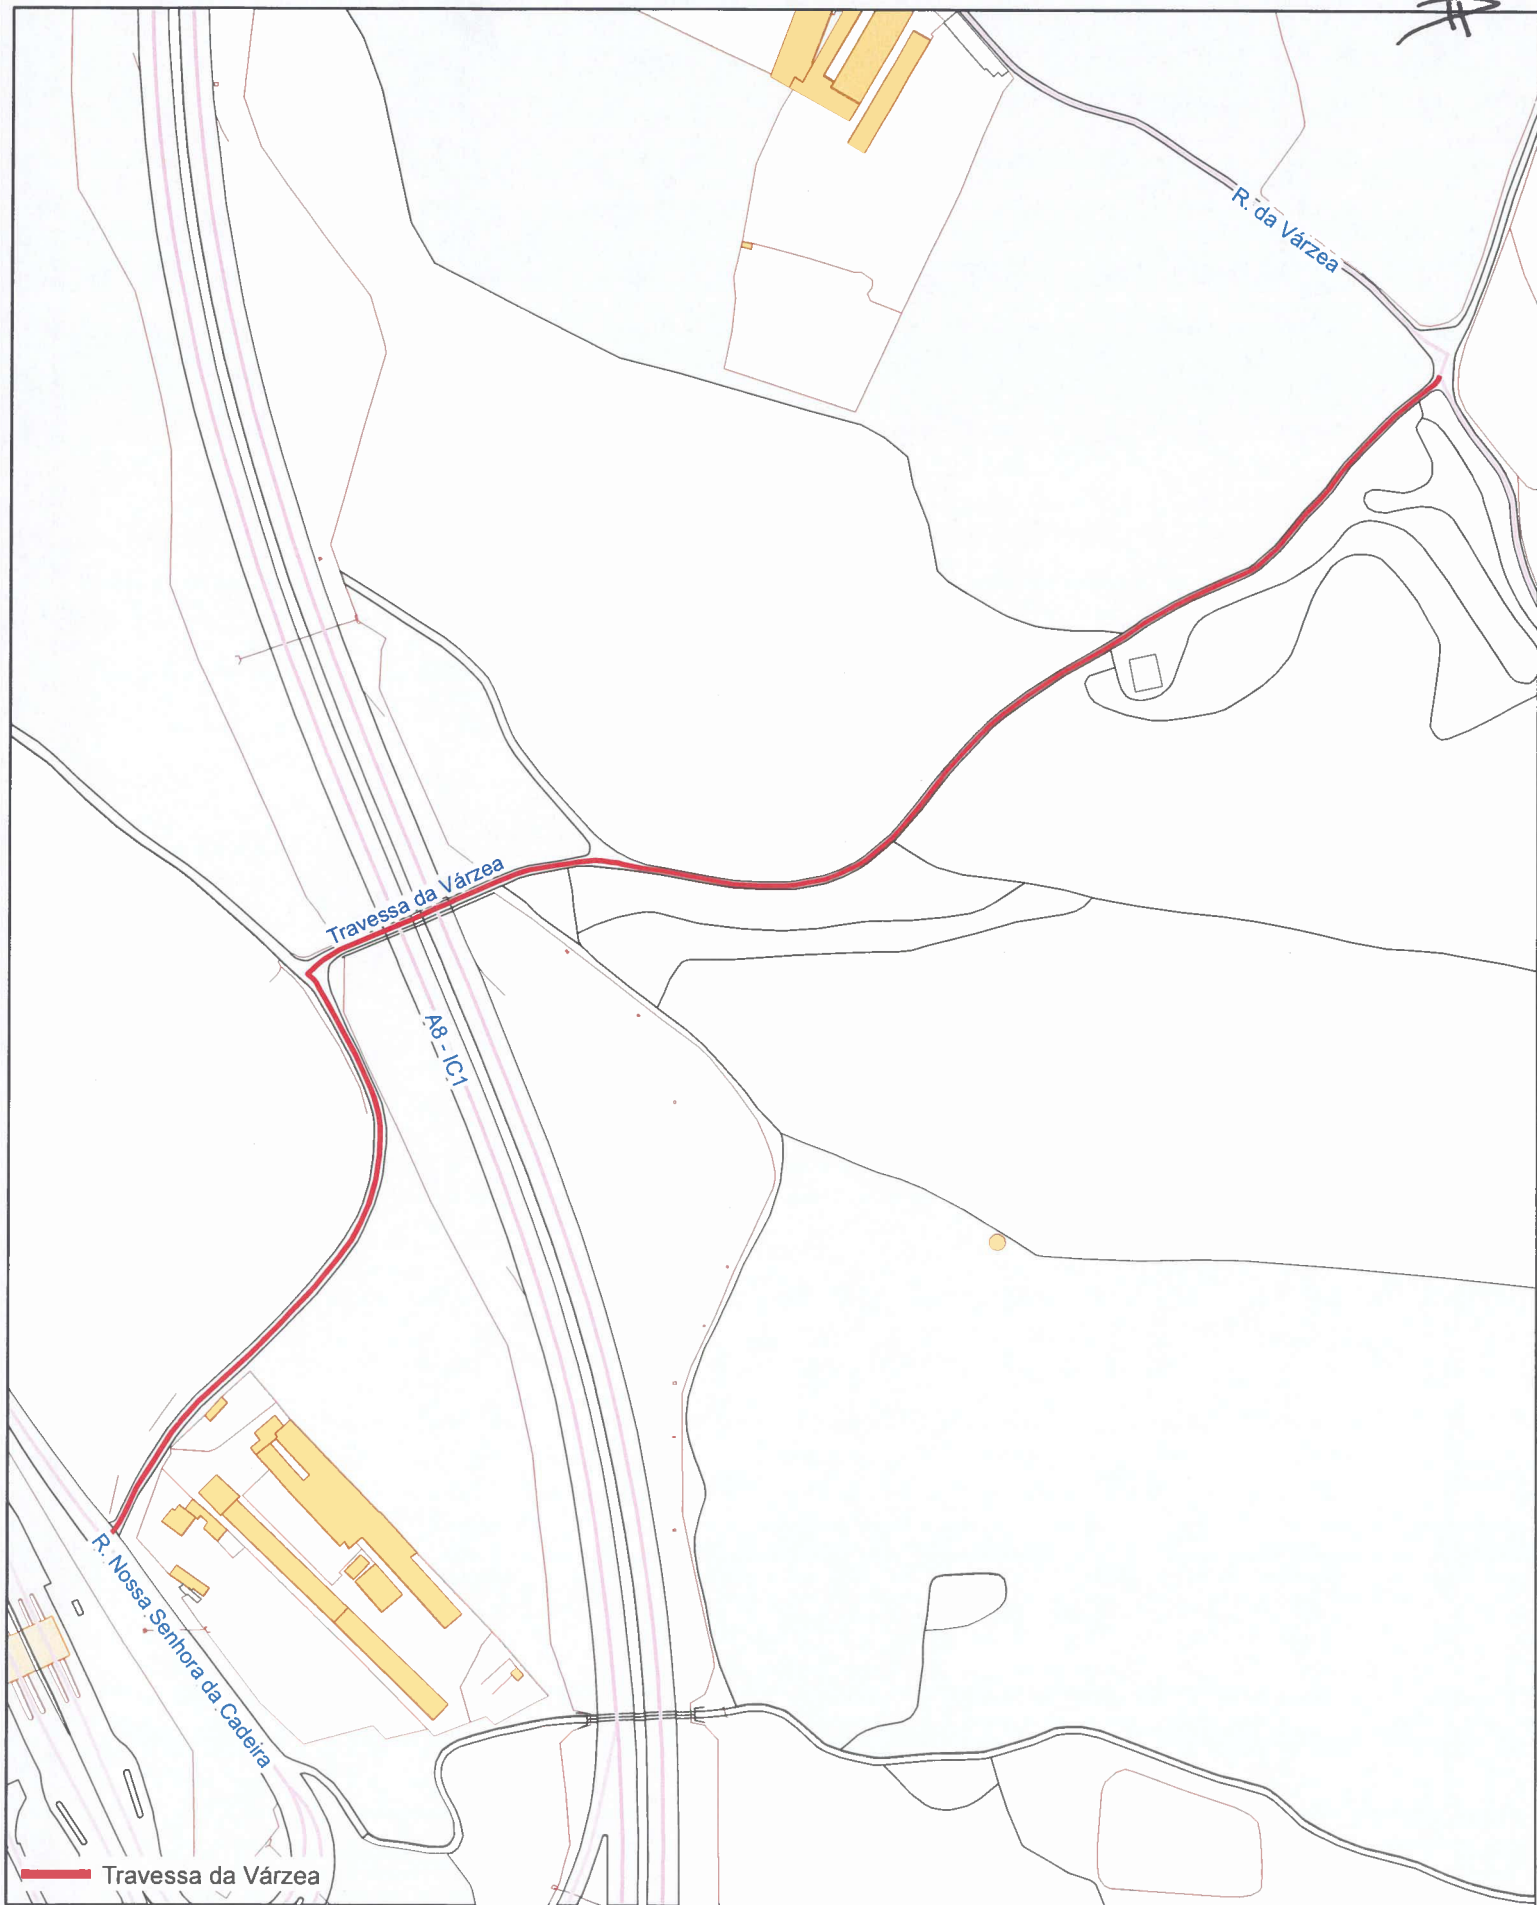 R. da Várzea
Travessa da Várzea
A8 - IC1
R. Nossa Senhora da Cadeira
Travessa da Várzea